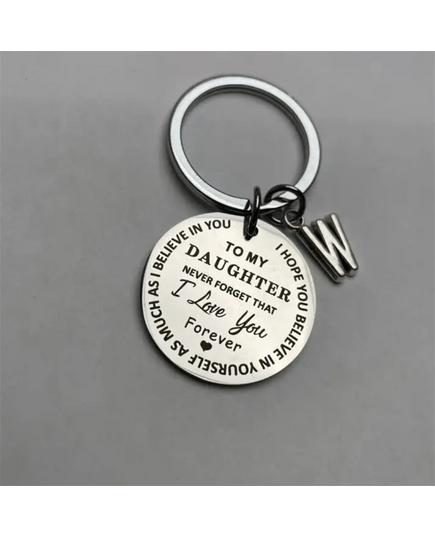 I HOPE YOU BELIEVE IN YOURSELF AS MUCH AS I BELIEVE IN YOU
TO MY
DAUGHTER
NEVER FORGET THAT
I Love You
Forever
W